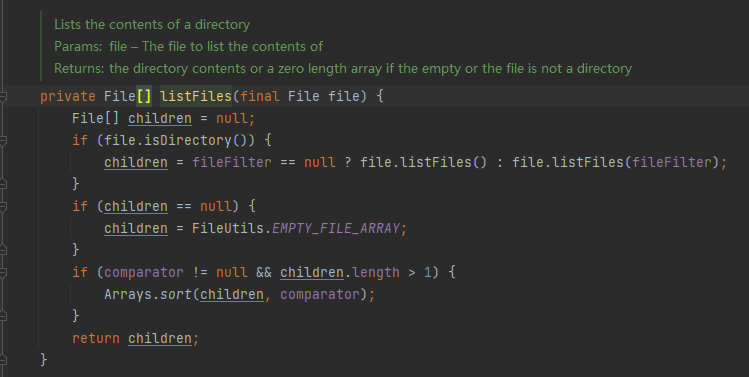 Lists the contents of a directory
Params: file – The file to list the contents of
Returns: the directory contents or a zero length array if the empty or the file is not a directory
private File[] listFiles(final File file) {
File[] children = null;
if (file.isDirectory()) {
children = fileFilter == null ? file.listFiles() : file.listFiles(fileFilter);
}
if (children == null) {
children = FileUtils.EMPTY_FILE_ARRAY;
}
if (comparator != null && children.length > 1) {
Arrays.sort(children, comparator);
}
return children;
}